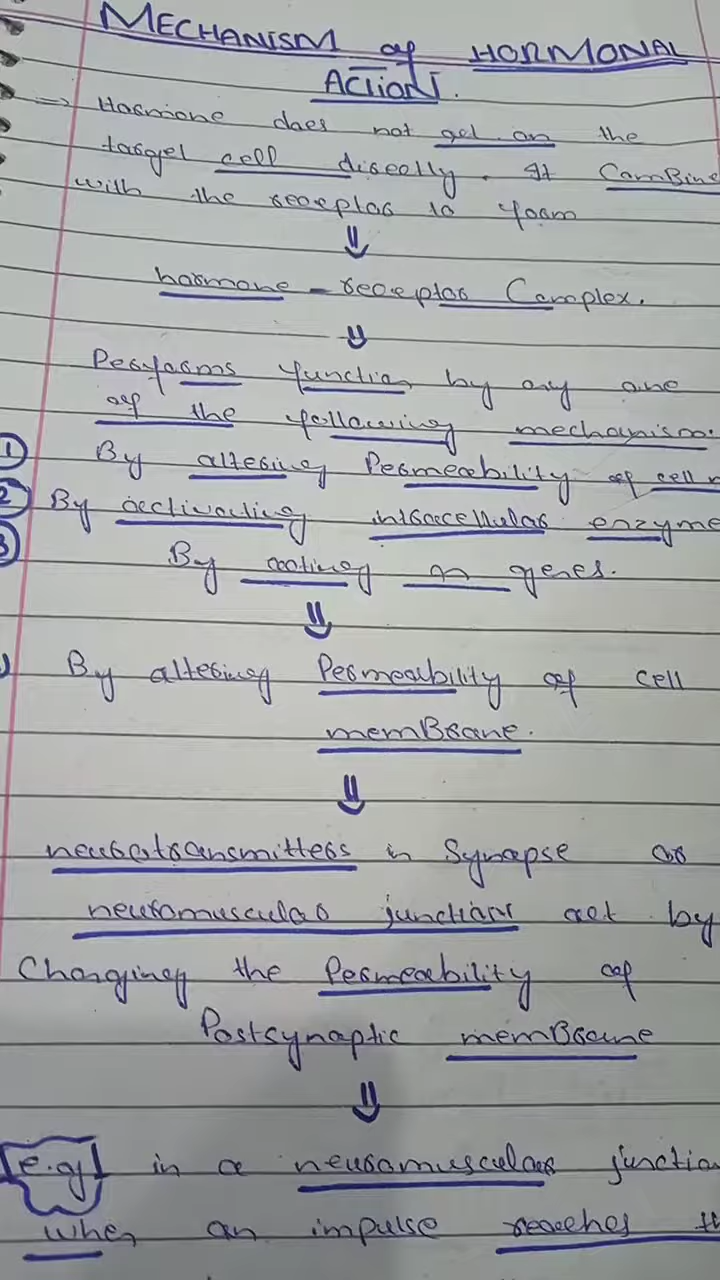 MECHANISM of HORMONAL
ACTION.
⇒ Hormone does not get on the
target cell directly. It Combine
with the receptor to form
⇓
hormone - receptor Complex.
⇓
Performs function by any one
of the following mechanism.
① By altering Permeability of cell
② By activating intracellular enzyme
③ By acting on genes.
⇓
By altering Permeability of cell
memBrane.
⇓
neurotransmitters in Synapse or
neuromuscular junction act by
Changing the Permeability of
Postsynaptic memBrane
⇓
[e.g] in a neuromuscular junction
when an impulse reaches